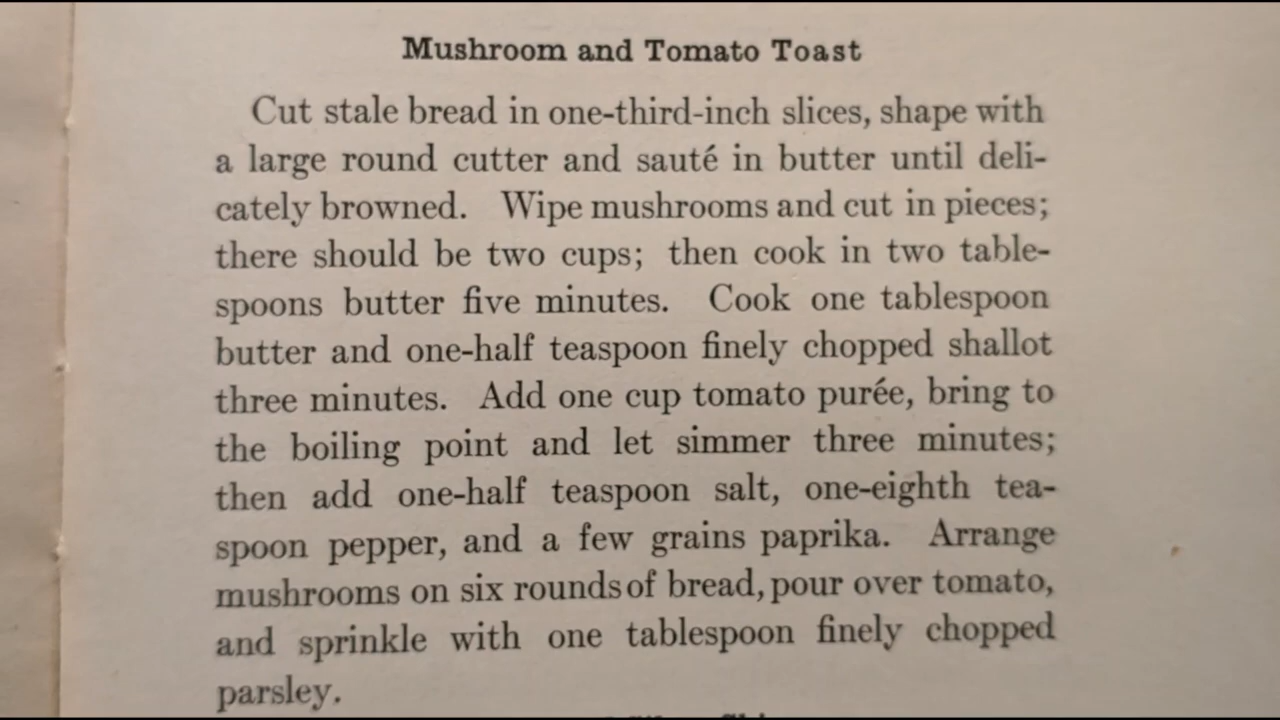 Mushroom and Tomato Toast
Cut stale bread in one-third-inch slices, shape with
a large round cutter and sauté in butter until deli-
cately browned. Wipe mushrooms and cut in pieces;
there should be two cups; then cook in two table-
spoons butter five minutes. Cook one tablespoon
butter and one-half teaspoon finely chopped shallot
three minutes. Add one cup tomato purée, bring to
the boiling point and let simmer three minutes;
then add one-half teaspoon salt, one-eighth tea-
spoon pepper, and a few grains paprika. Arrange
mushrooms on six rounds of bread, pour over tomato,
and sprinkle with one tablespoon finely chopped
parsley.